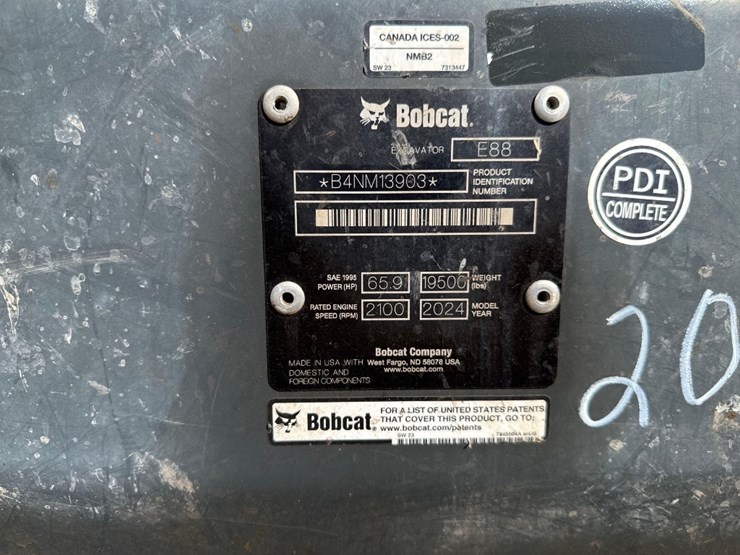 CANADA ICES-002
NMB2
SW 23 7313447
Bobcat.
EXCAVATOR E88
*B4NM13903* PRODUCT IDENTIFICATION NUMBER
SAE 1995 POWER (HP) 65.9 19500 WEIGHT (lbs)
RATED ENGINE SPEED (RPM) 2100 2024 MODEL YEAR
Bobcat Company
MADE IN USA WITH West Fargo, ND 58078 USA
DOMESTIC AND www.bobcat.com
FOREIGN COMPONENTS
PDI
COMPLETE
20
Bobcat. FOR A LIST OF UNITED STATES PATENTS
THAT COVER THIS PRODUCT, GO TO:
www.bobcat.com/patents
SW 23